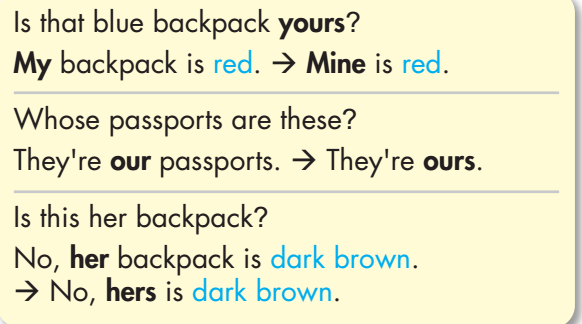 Is that blue backpack yours?
My backpack is red. → Mine is red.
Whose passports are these?
They're our passports. → They're ours.
Is this her backpack?
No, her backpack is dark brown.
→ No, hers is dark brown.